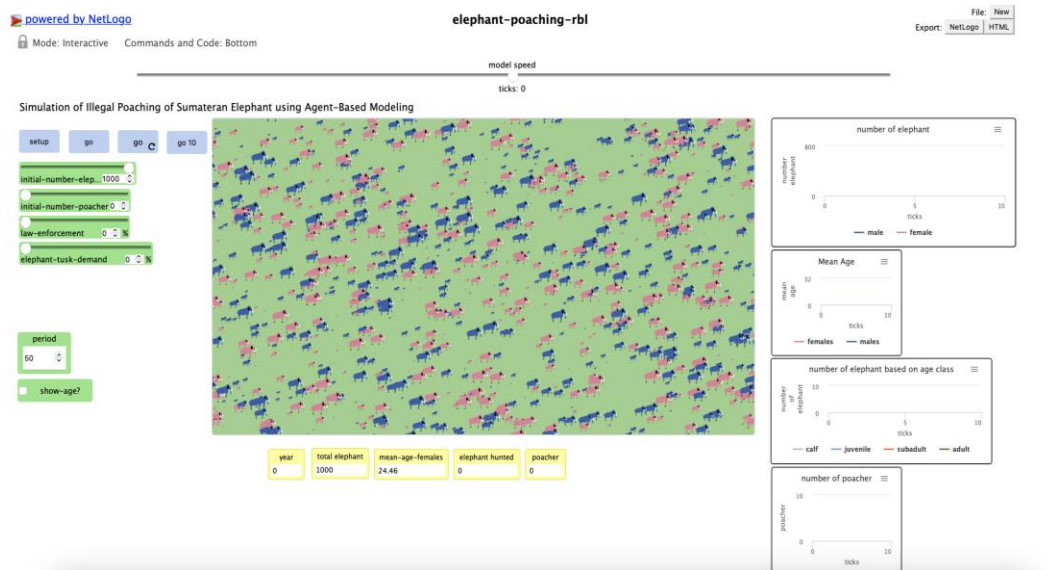 powered by NetLogo
elephant-poaching-rbl
File: New
Export: NetLogo HTML
Mode: Interactive Commands and Code: Bottom
model speed
ticks: 0
Simulation of Illegal Poaching of Sumateran Elephant using Agent-Based Modeling
setup go go go 10
initial-number-elep... 1000
initial-number-poacher 0
law-enforcement 0 %
elephant-tusk-demand 0 %
period
50
show-age?
year
0
total elephant
1000
mean-age-females
24.46
elephant hunted
0
poacher
0
number of elephant
number
elephant
800
0
0 5 10
ticks
male female
Mean Age
mean
age
32
0
0 10
ticks
females males
number of elephant based on age class
number
of
elephant
10
0
0 5 10
ticks
calf juvenile subadult adult
number of poacher
poacher
10
0
0 10
ticks